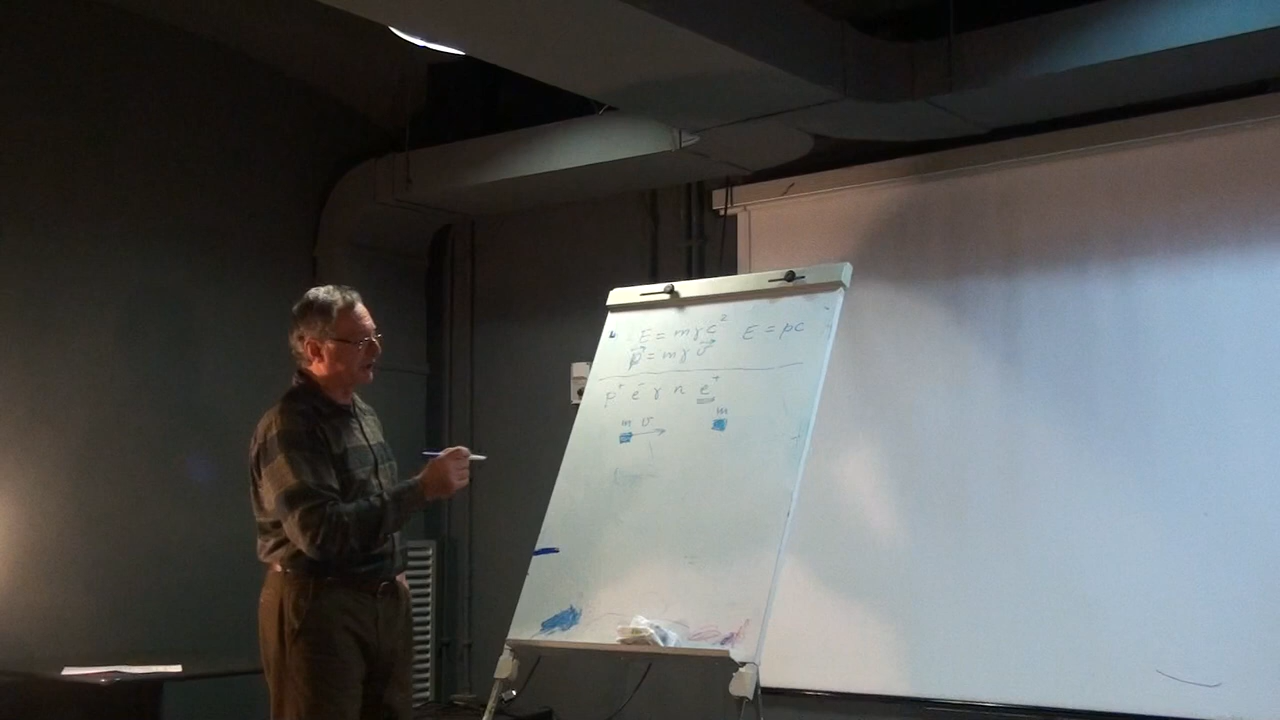 E = mγc² E = pc
p⃗ = mγv⃗
p⁺ e⁻ γ n e⁺
m v m